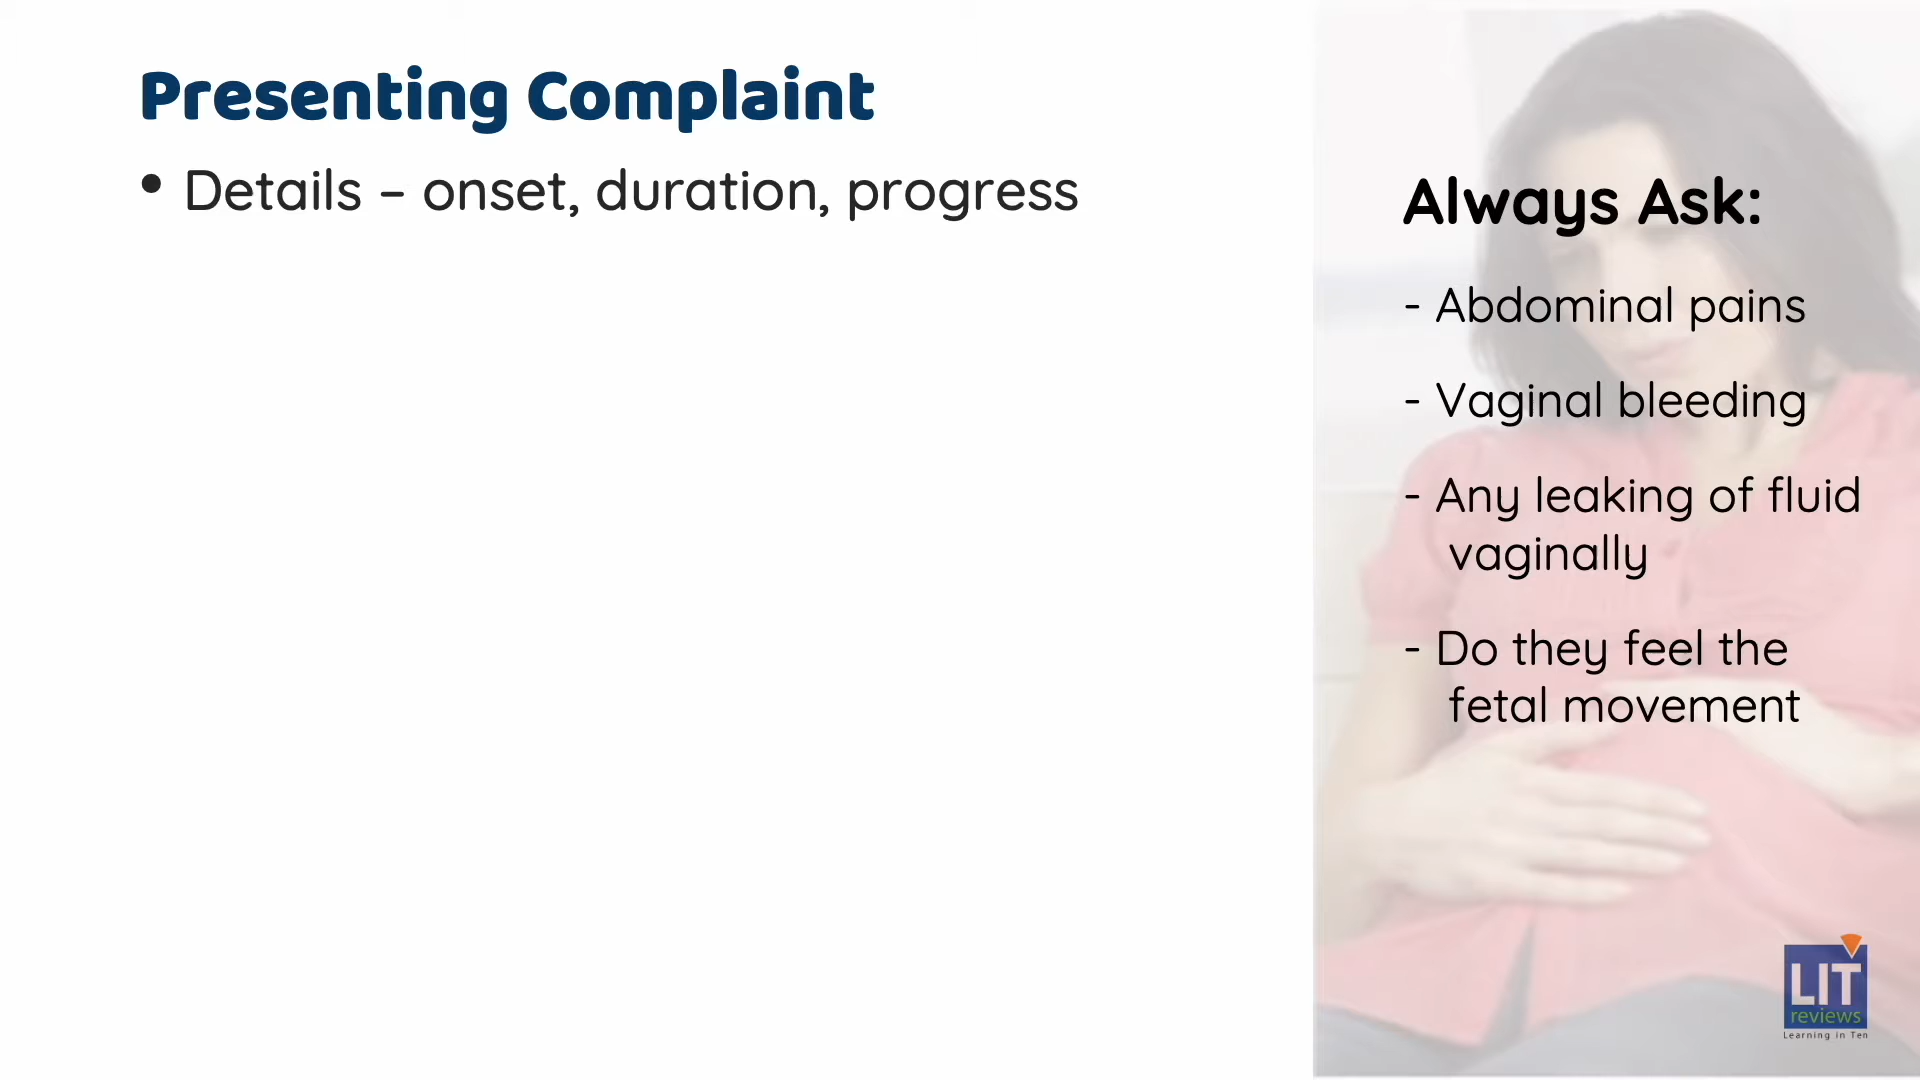 Presenting Complaint
• Details – onset, duration, progress
Always Ask:
- Abdominal pains
- Vaginal bleeding
- Any leaking of fluid
vaginally
- Do they feel the
fetal movement
LIT
reviews
Learning in Ten